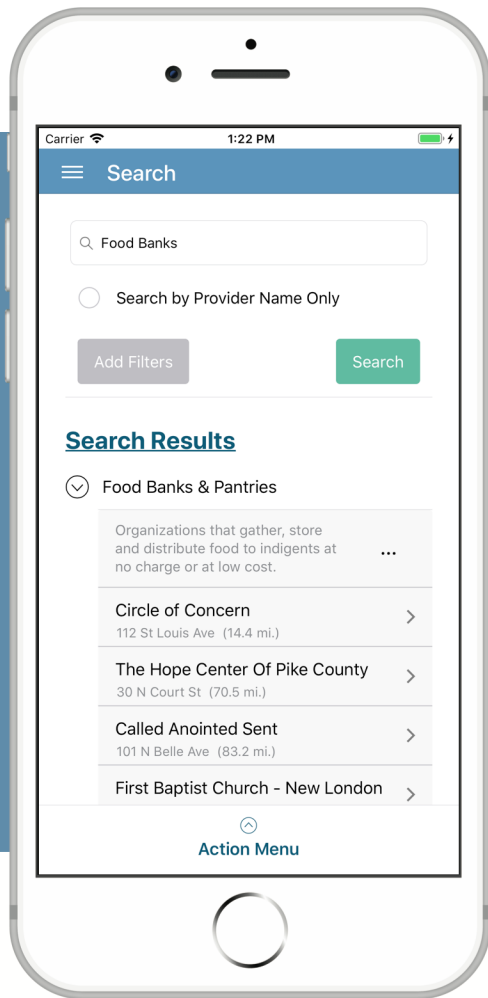 Carrier 1:22 PM
Search
Food Banks
Search by Provider Name Only
Add Filters Search
Search Results
Food Banks & Pantries
Organizations that gather, store
and distribute food to indigents at
no charge or at low cost.
...
Circle of Concern
112 St Louis Ave (14.4 mi.)
The Hope Center Of Pike County
30 N Court St (70.5 mi.)
Called Anointed Sent
101 N Belle Ave (83.2 mi.)
First Baptist Church - New London
Action Menu